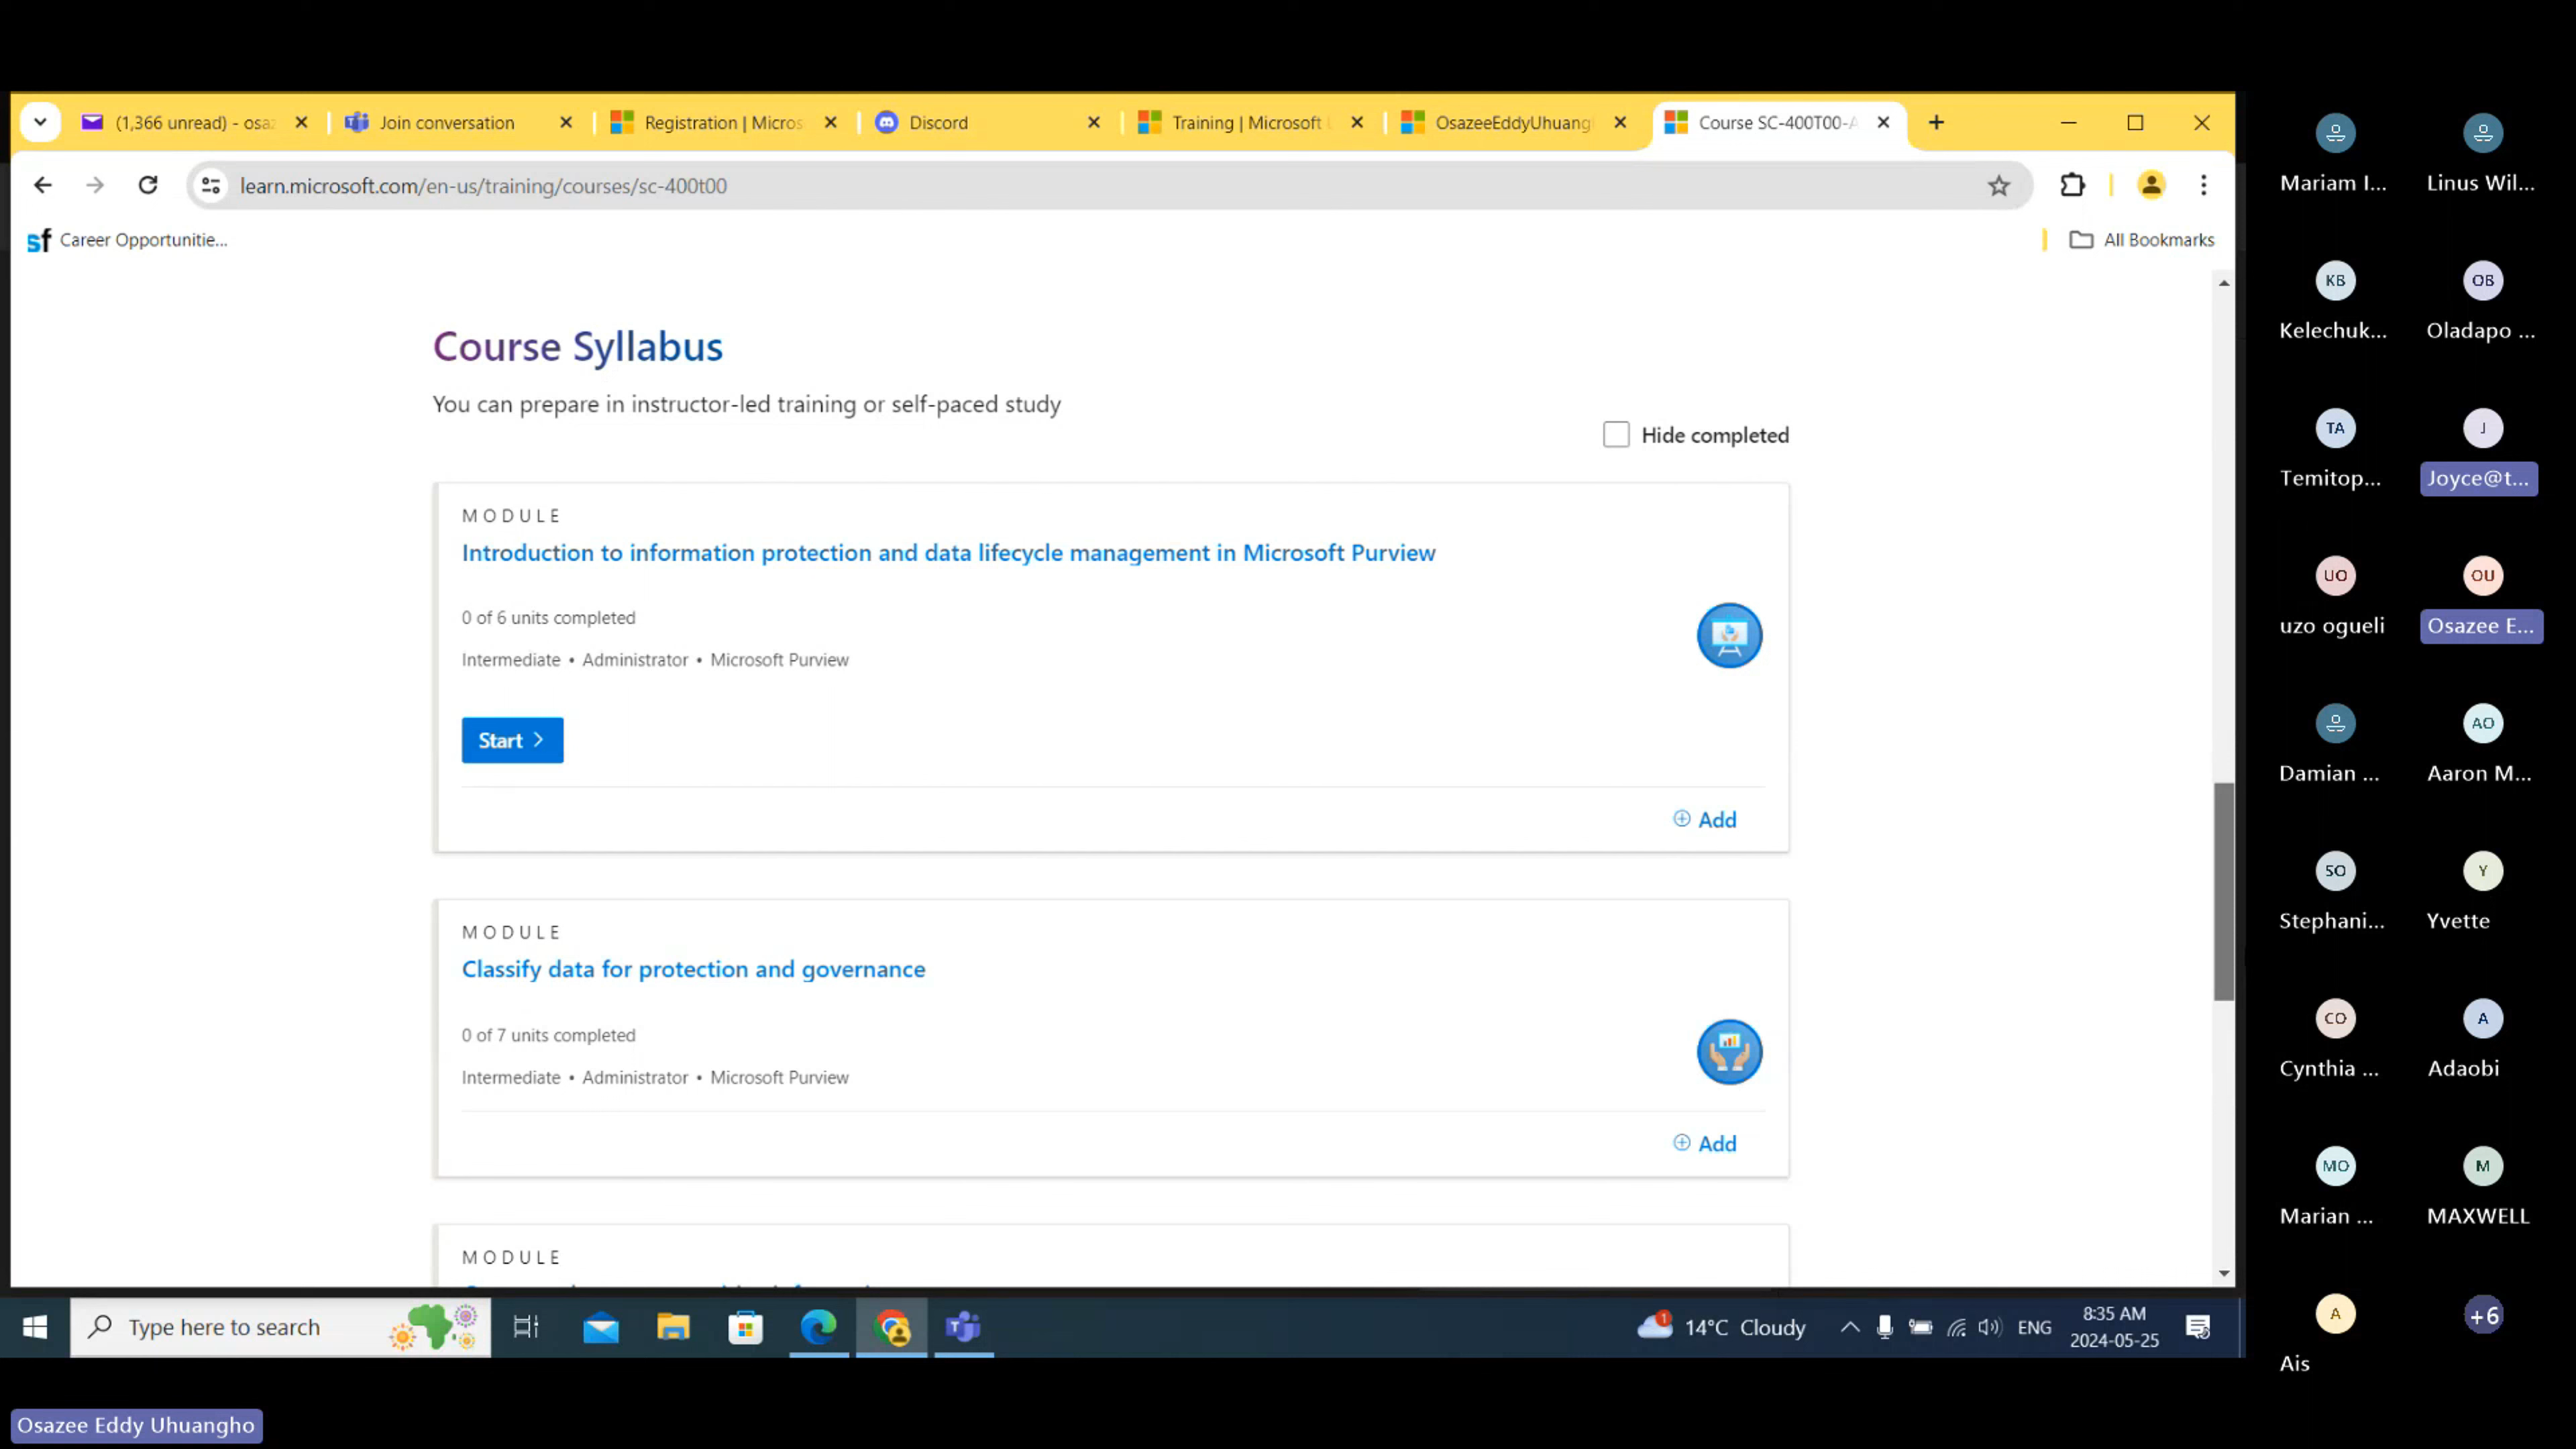 (1,366 unread) - osaz
Join conversation
Registration | Micros
Discord
Training | Microsoft
OsazeeEddyUhuang
Course SC-400T00-A
learn.microsoft.com/en-us/training/courses/sc-400t00
sf Career Opportunitie...
All Bookmarks
Course Syllabus
You can prepare in instructor-led training or self-paced study
Hide completed
MODULE
Introduction to information protection and data lifecycle management in Microsoft Purview
0 of 6 units completed
Intermediate • Administrator • Microsoft Purview
Start
Add
MODULE
Classify data for protection and governance
0 of 7 units completed
Intermediate • Administrator • Microsoft Purview
Add
MODULE
Type here to search
1
14°C Cloudy
ENG
8:35 AM
2024-05-25
Osazee Eddy Uhuangho
Mariam I...
Linus Wil...
KB
OB
Kelechuk...
Oladapo ...
TA
J
Temitop...
Joyce@t...
UO
OU
uzo ogueli
Osazee E...
AO
Damian ...
Aaron M...
SO
Y
Stephani...
Yvette
CO
A
Cynthia ...
Adaobi
MO
M
Marian ...
MAXWELL
A
+6
Ais